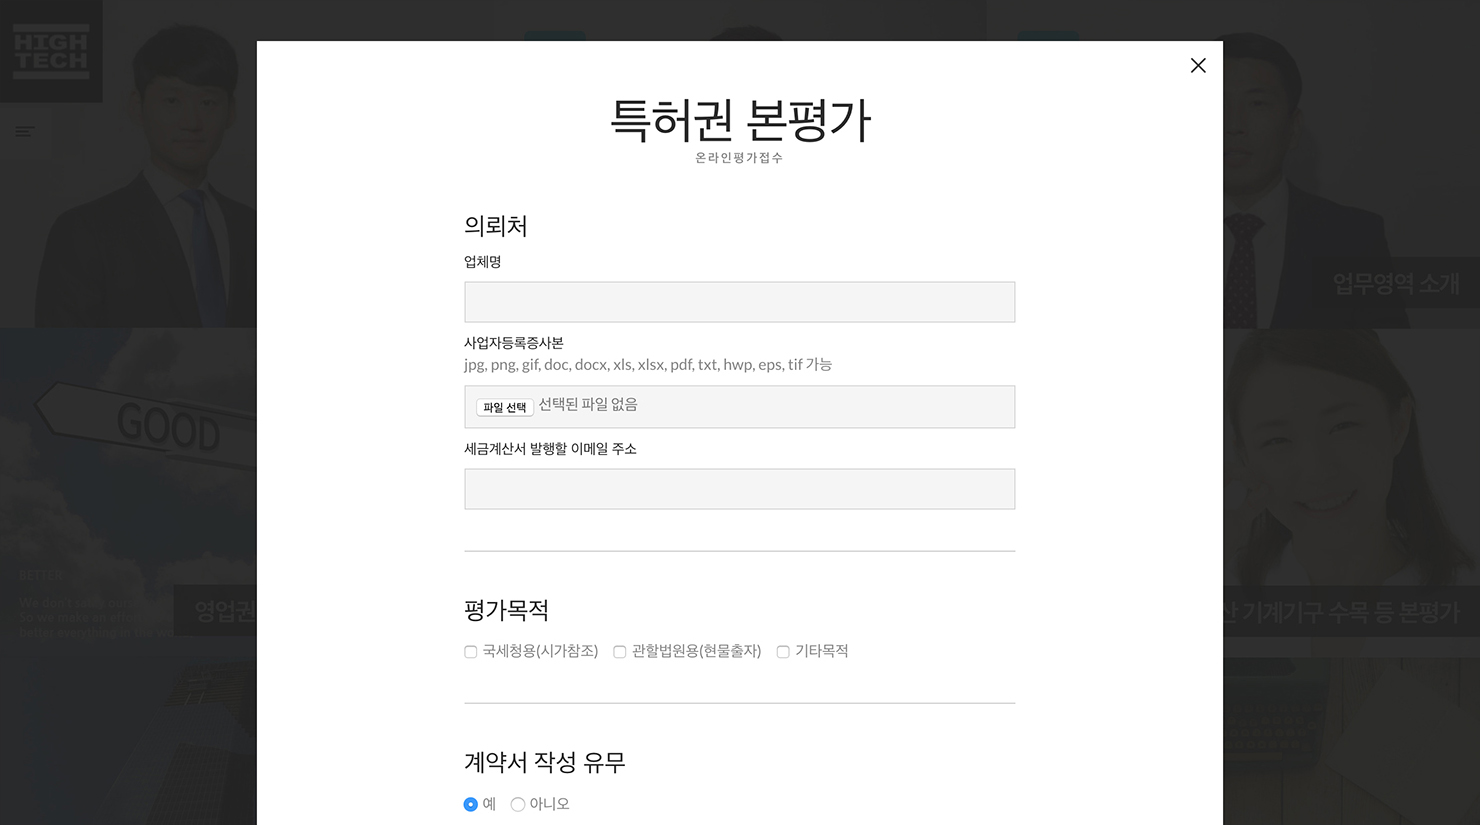 HIGH
TECH
특허권 본평가
온라인평가접수
의뢰처
업체명
사업자등록증사본
jpg, png, gif, doc, docx, xls, xlsx, pdf, txt, hwp, eps, tif 가능
파일 선택 선택된 파일 없음
세금계산서 발행할 이메일 주소
평가목적
국세청용(시가참조) 관할법원용(현물출자) 기타목적
계약서 작성 유무
예 아니오
업무영역 소개
GOOD
BETTER
영업권
기계기구 수목 등 본평가